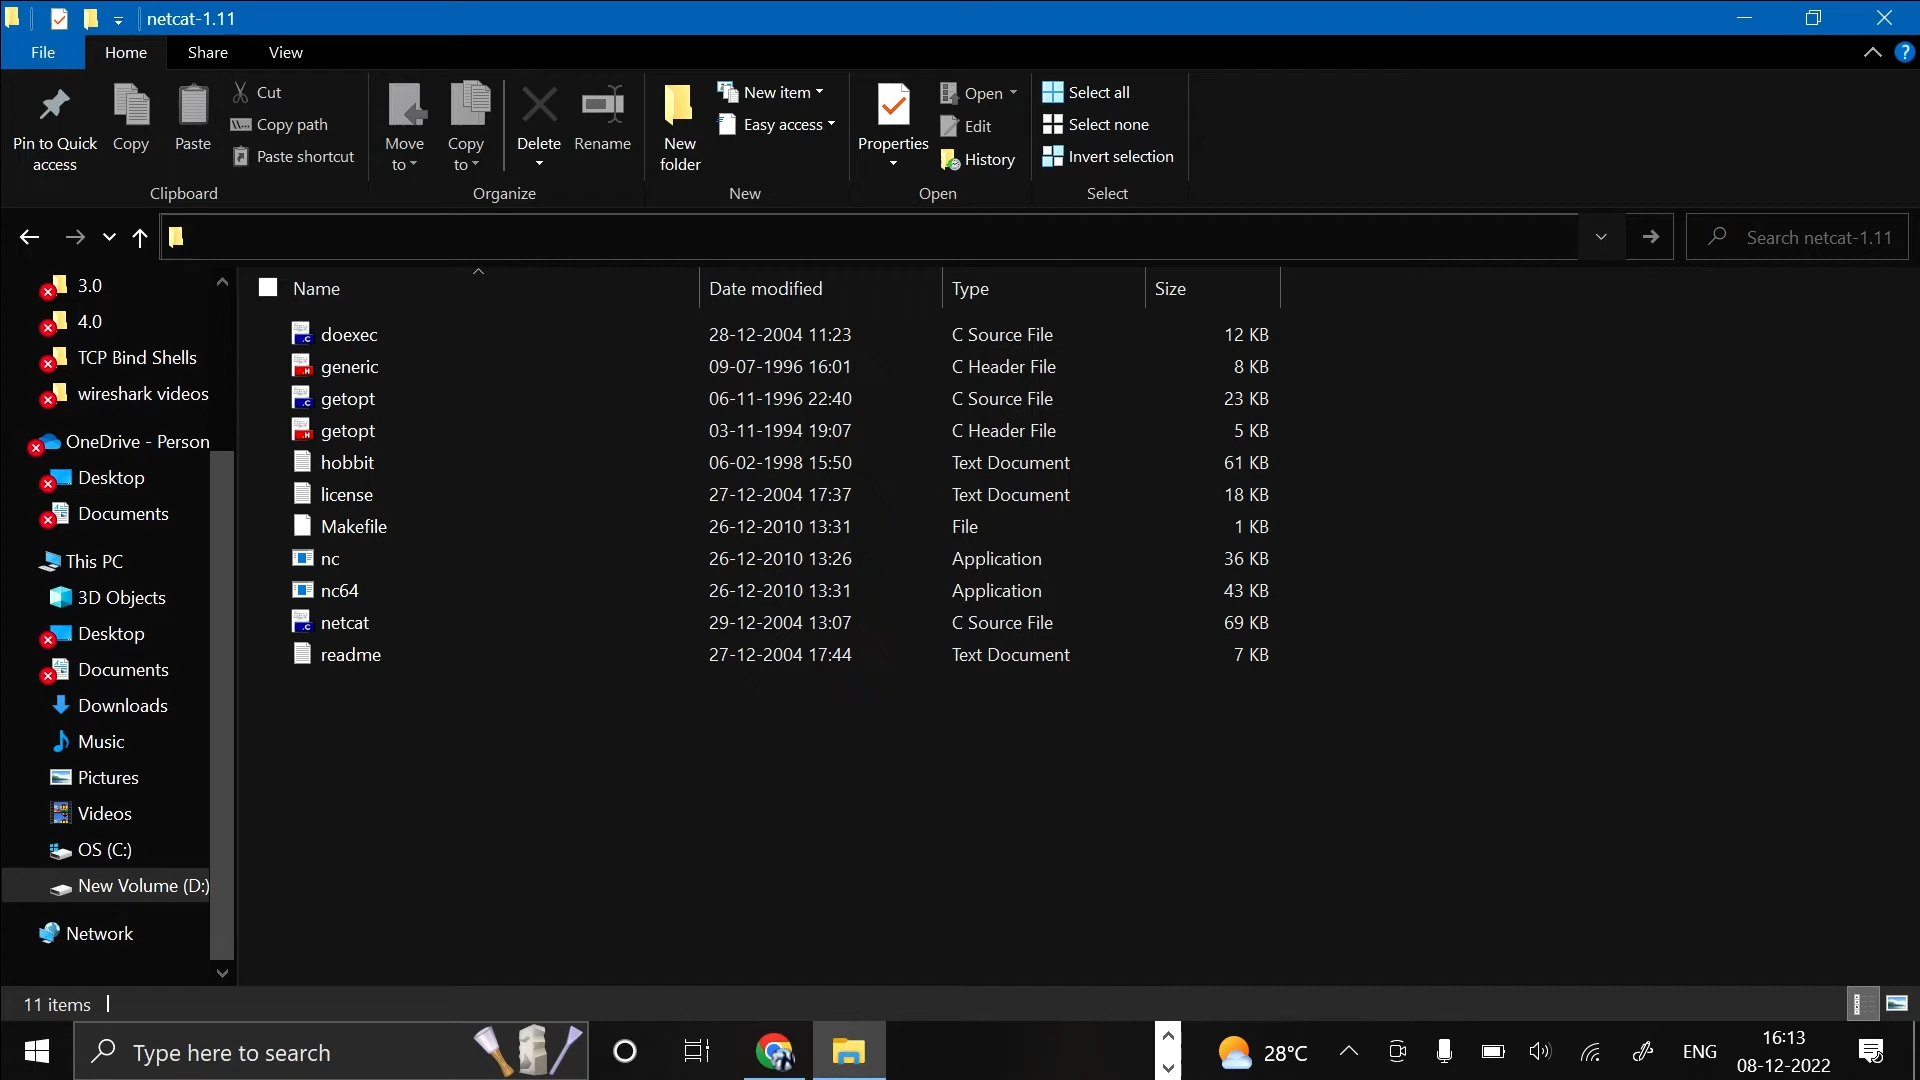 netcat-1.11
File Home Share View
Pin to Quick access
Copy
Paste
Cut
Copy path
Paste shortcut
Clipboard
Move to
Copy to
Delete
Rename
Organize
New folder
New item
Easy access
New
Properties
Open
Edit
History
Open
Select all
Select none
Invert selection
Select
Search netcat-1.11
3.0
4.0
TCP Bind Shells
wireshark videos
OneDrive - Person
Desktop
Documents
This PC
3D Objects
Desktop
Documents
Downloads
Music
Pictures
Videos
OS (C:)
New Volume (D:)
Network
Name Date modified Type Size
doexec 28-12-2004 11:23 C Source File 12 KB
generic 09-07-1996 16:01 C Header File 8 KB
getopt 06-11-1996 22:40 C Source File 23 KB
getopt 03-11-1994 19:07 C Header File 5 KB
hobbit 06-02-1998 15:50 Text Document 61 KB
license 27-12-2004 17:37 Text Document 18 KB
Makefile 26-12-2010 13:31 File 1 KB
nc 26-12-2010 13:26 Application 36 KB
nc64 26-12-2010 13:31 Application 43 KB
netcat 29-12-2004 13:07 C Source File 69 KB
readme 27-12-2004 17:44 Text Document 7 KB
11 items
Type here to search
28°C
ENG
16:13
08-12-2022